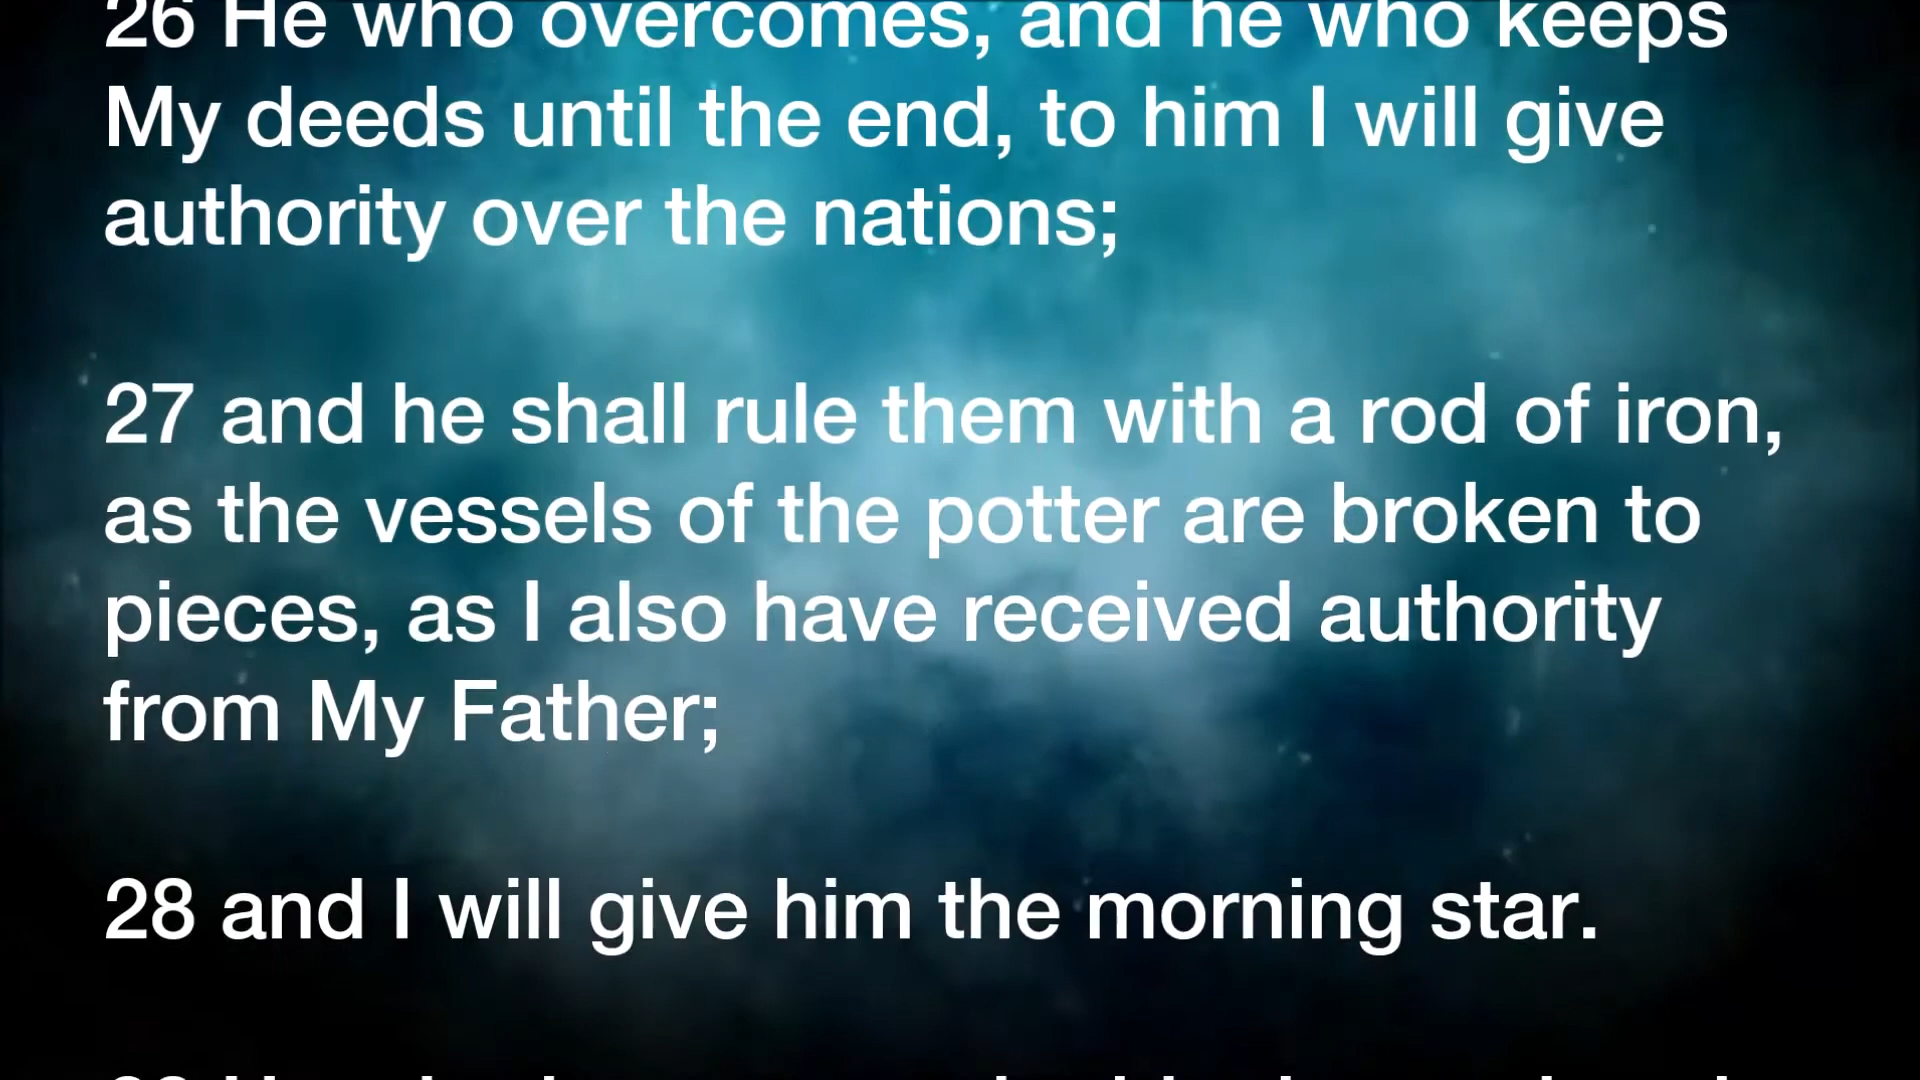 26 He who overcomes, and he who keeps
My deeds until the end, to him I will give
authority over the nations;
27 and he shall rule them with a rod of iron,
as the vessels of the potter are broken to
pieces, as I also have received authority
from My Father;
28 and I will give him the morning star.